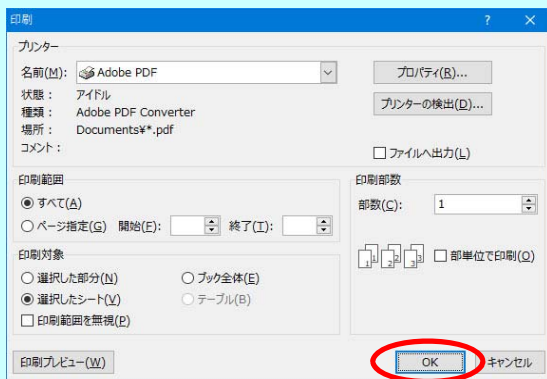 印刷
プリンター
名前(M): Adobe PDF プロパティ(R)...
状態： アイドル
種類： Adobe PDF Converter プリンターの検出(D)...
場所： Documents¥*.pdf
コメント： ファイルへ出力(L)
印刷範囲
すべて(A)
ページ指定(G) 開始(F): 終了(T):
印刷部数
部数(C): 1
1 1 2 2 3 3 部単位で印刷(O)
印刷対象
選択した部分(N) ブック全体(E)
選択したシート(V) テーブル(B)
印刷範囲を無視(P)
印刷プレビュー(W) OK キャンセル